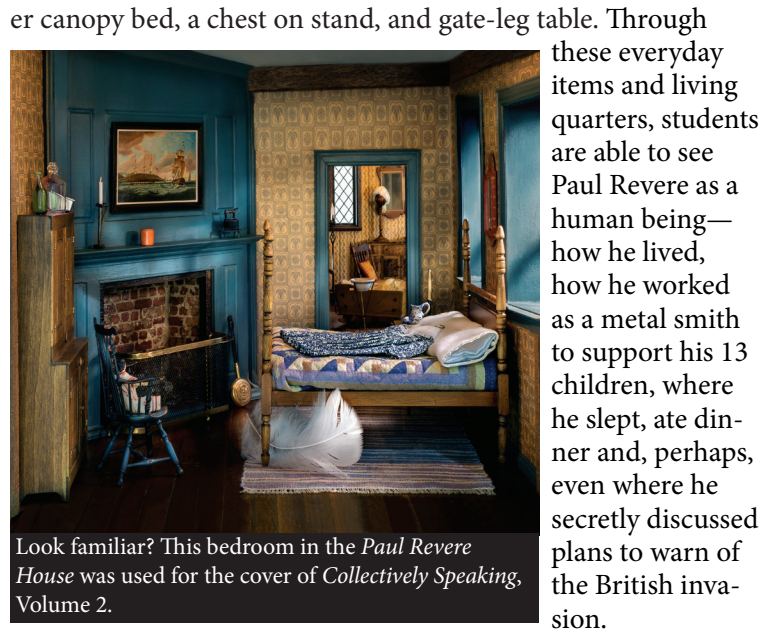 er canopy bed, a chest on stand, and gate-leg table. Through
these everyday
items and living
quarters, students
are able to see
Paul Revere as a
human being—
how he lived,
how he worked
as a metal smith
to support his 13
children, where
he slept, ate din-
ner and, perhaps,
even where he
secretly discussed
plans to warn of
the British inva-
sion.
Look familiar? This bedroom in the Paul Revere
House was used for the cover of Collectively Speaking,
Volume 2.